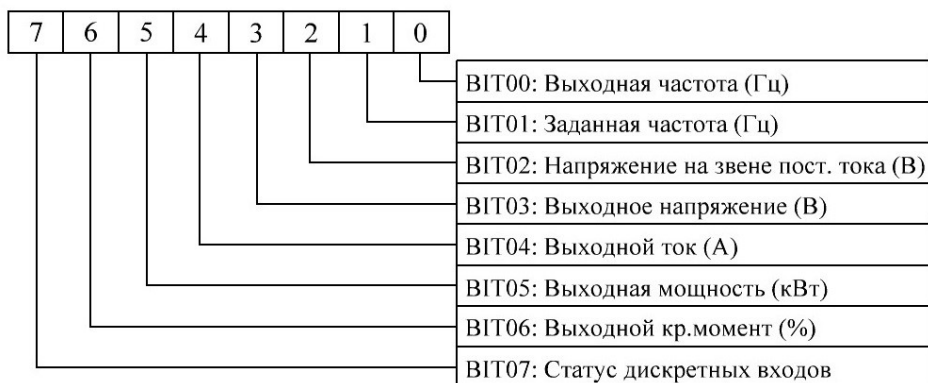 7 6 5 4 3 2 1 0
BIT00: Выходная частота (Гц)
BIT01: Заданная частота (Гц)
BIT02: Напряжение на звене пост. тока (В)
BIT03: Выходное напряжение (В)
BIT04: Выходной ток (А)
BIT05: Выходная мощность (кВт)
BIT06: Выходной кр.момент (%)
BIT07: Статус дискретных входов